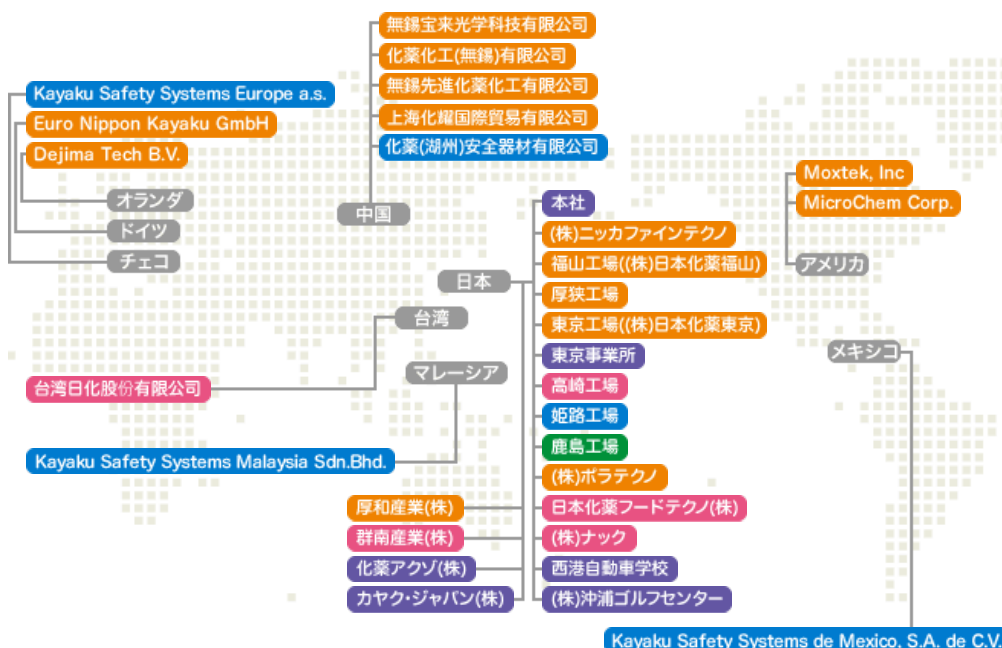 無錫宝来光学科技有限公司
化薬化工(無錫)有限公司
無錫先進化薬化工有限公司
上海化耀国際貿易有限公司
化薬(湖州)安全器材有限公司
中国
Kayaku Safety Systems Europe a.s.
Euro Nippon Kayaku GmbH
Dejima Tech B.V.
オランダ
ドイツ
チェコ
Moxtek, Inc
MicroChem Corp.
アメリカ
日本
本社
(株)ニッカファインテクノ
福山工場((株)日本化薬福山)
厚狭工場
東京工場((株)日本化薬東京)
東京事業所
高崎工場
姫路工場
鹿島工場
(株)ポラテクノ
日本化薬フードテクノ(株)
(株)ナック
西港自動車学校
(株)沖浦ゴルフセンター
厚和産業(株)
群南産業(株)
化薬アクゾ(株)
カヤク・ジャパン(株)
台湾
台湾日化股份有限公司
マレーシア
Kayaku Safety Systems Malaysia Sdn.Bhd.
メキシコ
Kayaku Safety Systems de Mexico, S.A. de C.V.